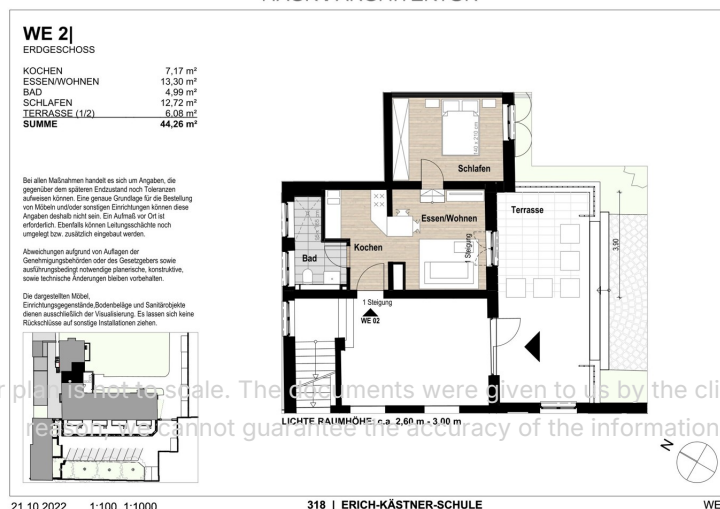 WE 2|
ERDGESCHOSS
KOCHEN 7,17 m²
ESSEN/WOHNEN 13,30 m²
BAD 4,99 m²
SCHLAFEN 12,72 m²
TERRASSE (1/2) 6,08 m²
SUMME 44,26 m²
Bei allen Maßnahmen handelt es sich um Angaben, die
gegenüber dem späteren Endzustand noch Toleranzen
aufweisen können. Eine genaue Grundlage für die Bestellung
von Möbeln und/oder sonstigen Einrichtungen können diese
Angaben deshalb nicht sein. Ein Aufmaß vor Ort ist
erforderlich. Ebenfalls können Leitungsschächte noch
umgelegt bzw. zusätzlich eingebaut werden.
Abweichungen aufgrund von Auflagen der
Genehmigungsbehörden oder des Gesetzgebers sowie
ausführungsbedingt notwendige planerische, konstruktive,
sowie technische Änderungen bleiben vorbehalten.
Die dargestellten Möbel,
Einrichtungsgegenstände,Bodenbeläge und Sanitärobjekte
dienen ausschließlich der Visualisierung. Es lassen sich keine
Rückschlüsse auf sonstige Installationen ziehen.
Schlafen
Essen/Wohnen
Terrasse
Kochen
Bad
1 Steigung
3,90
1 Steigung
WE 02
r plan is not to scale. The documents were given to us by the cli
reason, we cannot guarantee the accuracy of the information
LICHTE RAUMHÖHE: c.a. 2,60 m - 3,00 m
N
21.10.2022 1:100, 1:1000 318 | ERICH-KÄSTNER-SCHULE WE